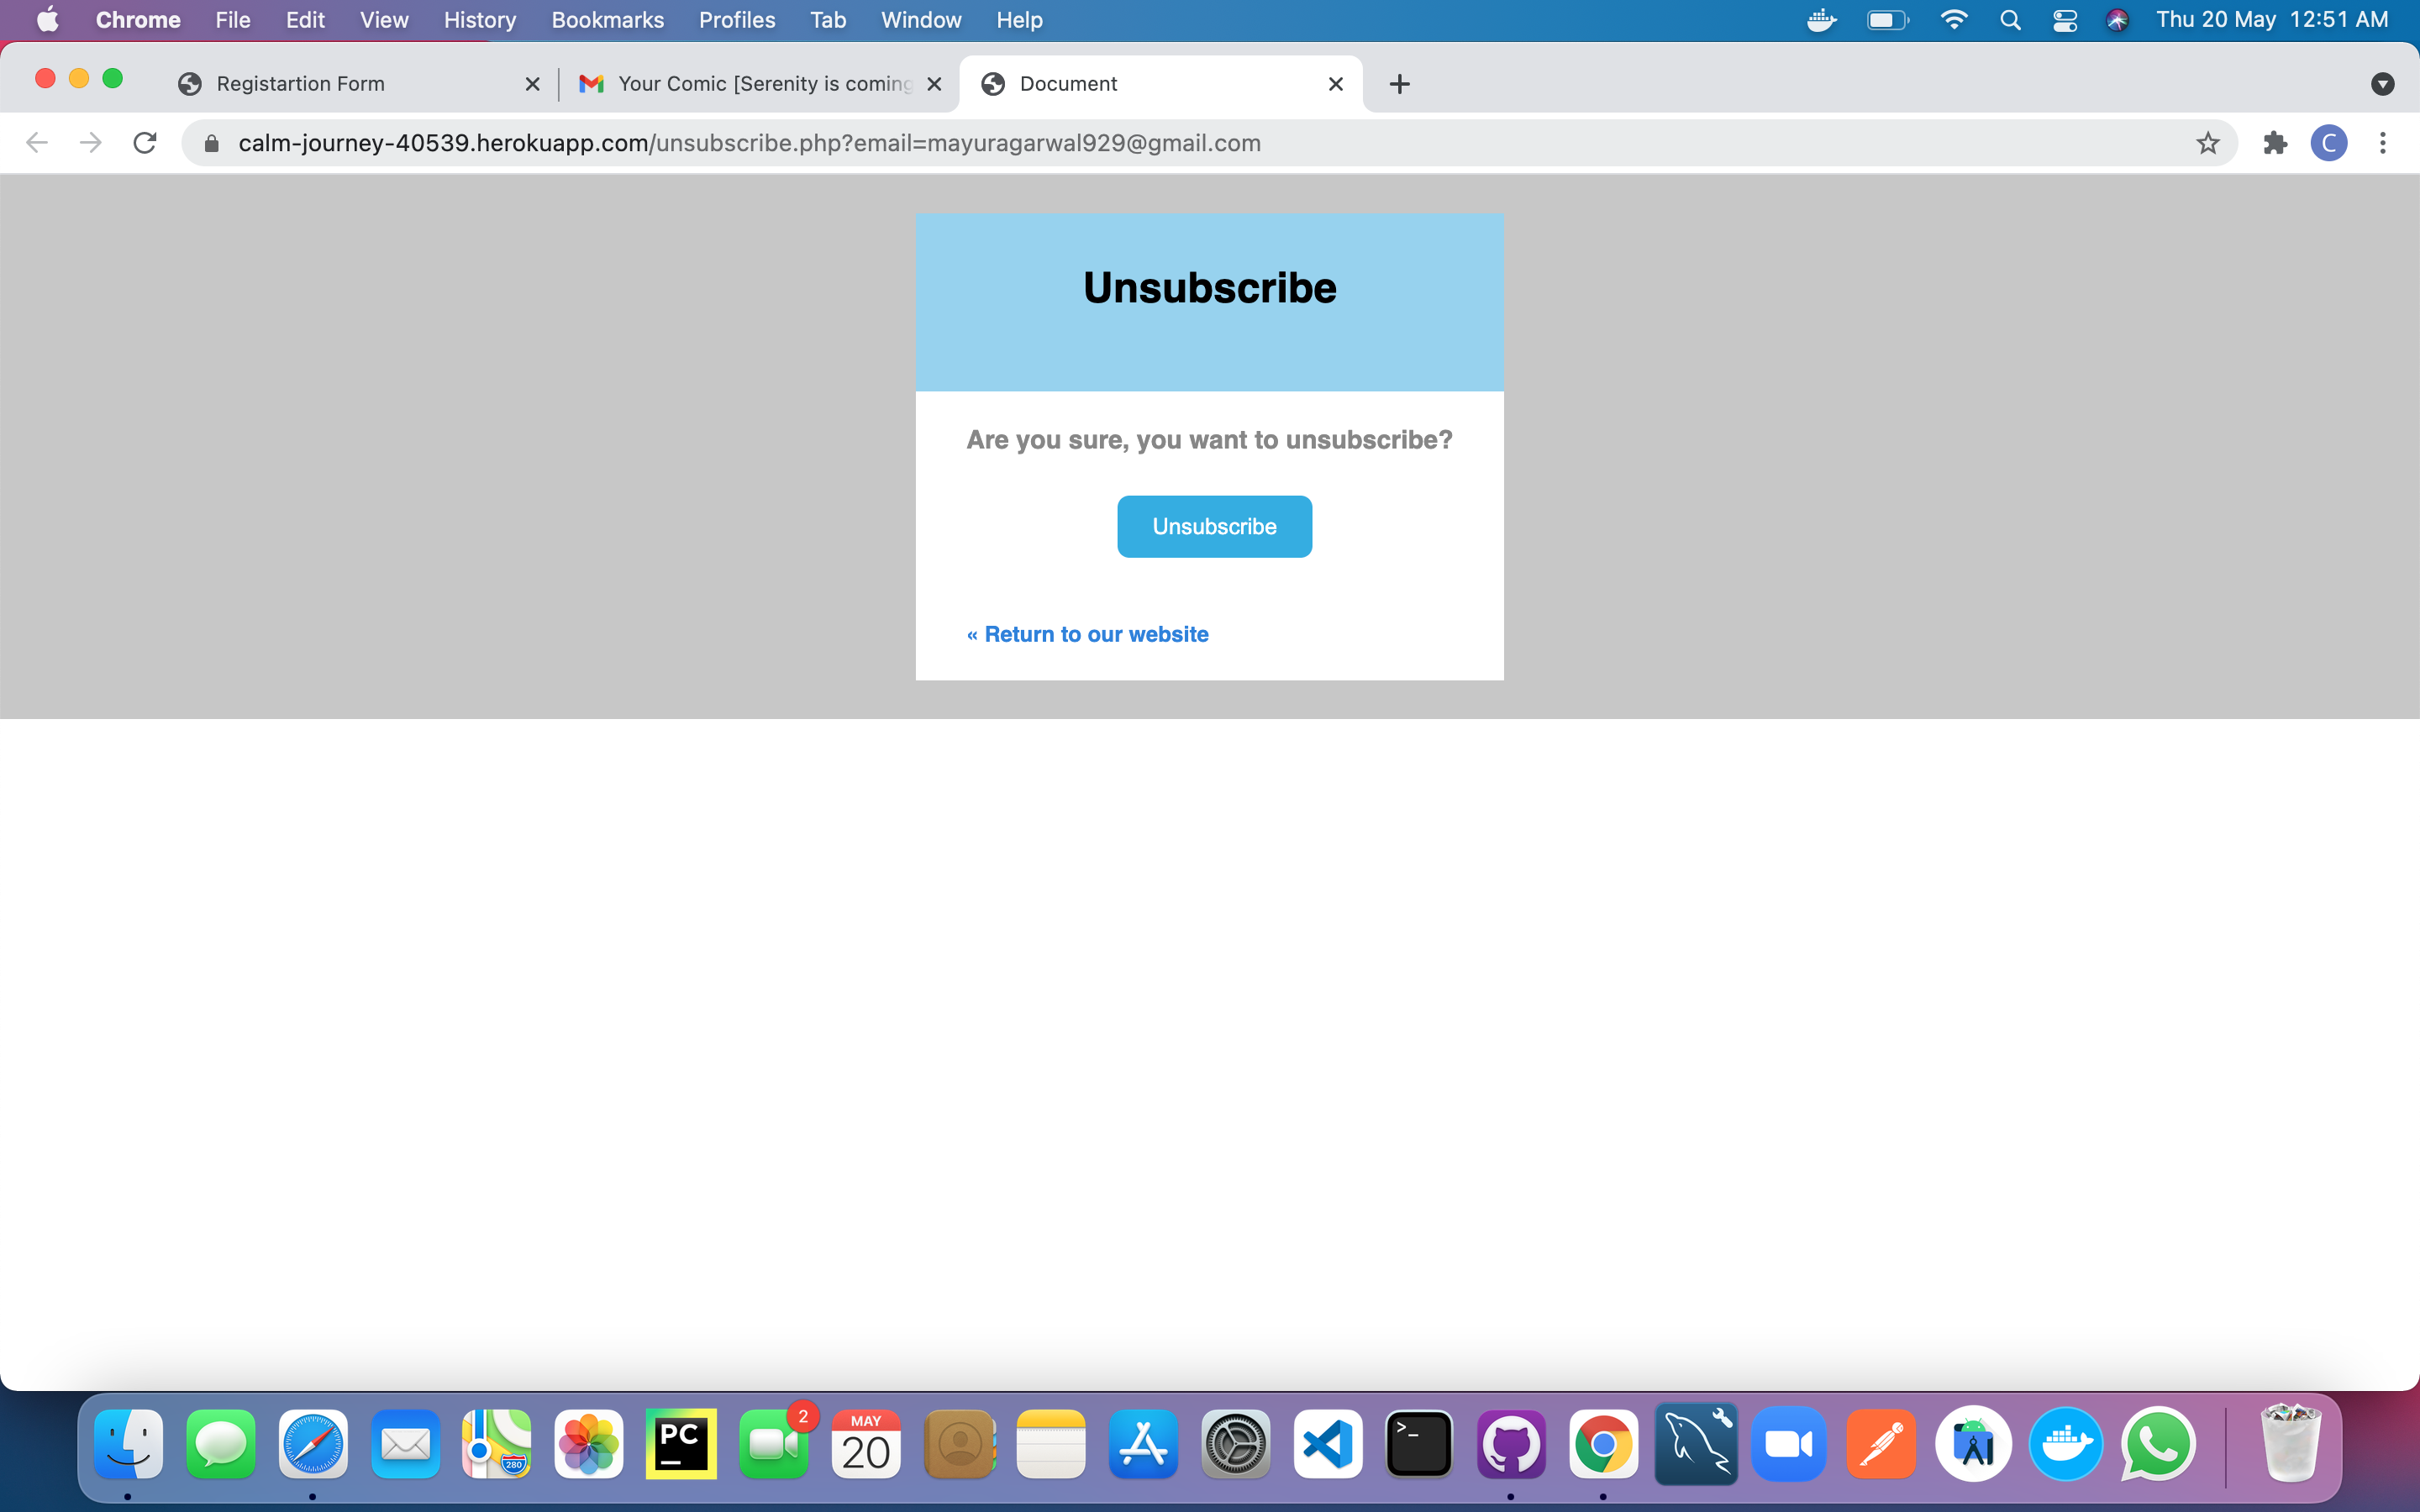 Chrome File Edit View History Bookmarks Profiles Tab Window Help Thu 20 May 12:51 AM
Registartion Form Your Comic [Serenity is coming Document
calm-journey-40539.herokuapp.com/unsubscribe.php?email=mayuragarwal929@gmail.com C
Unsubscribe
Are you sure, you want to unsubscribe?
Unsubscribe
« Return to our website
280 PC 2 MAY 20 >_